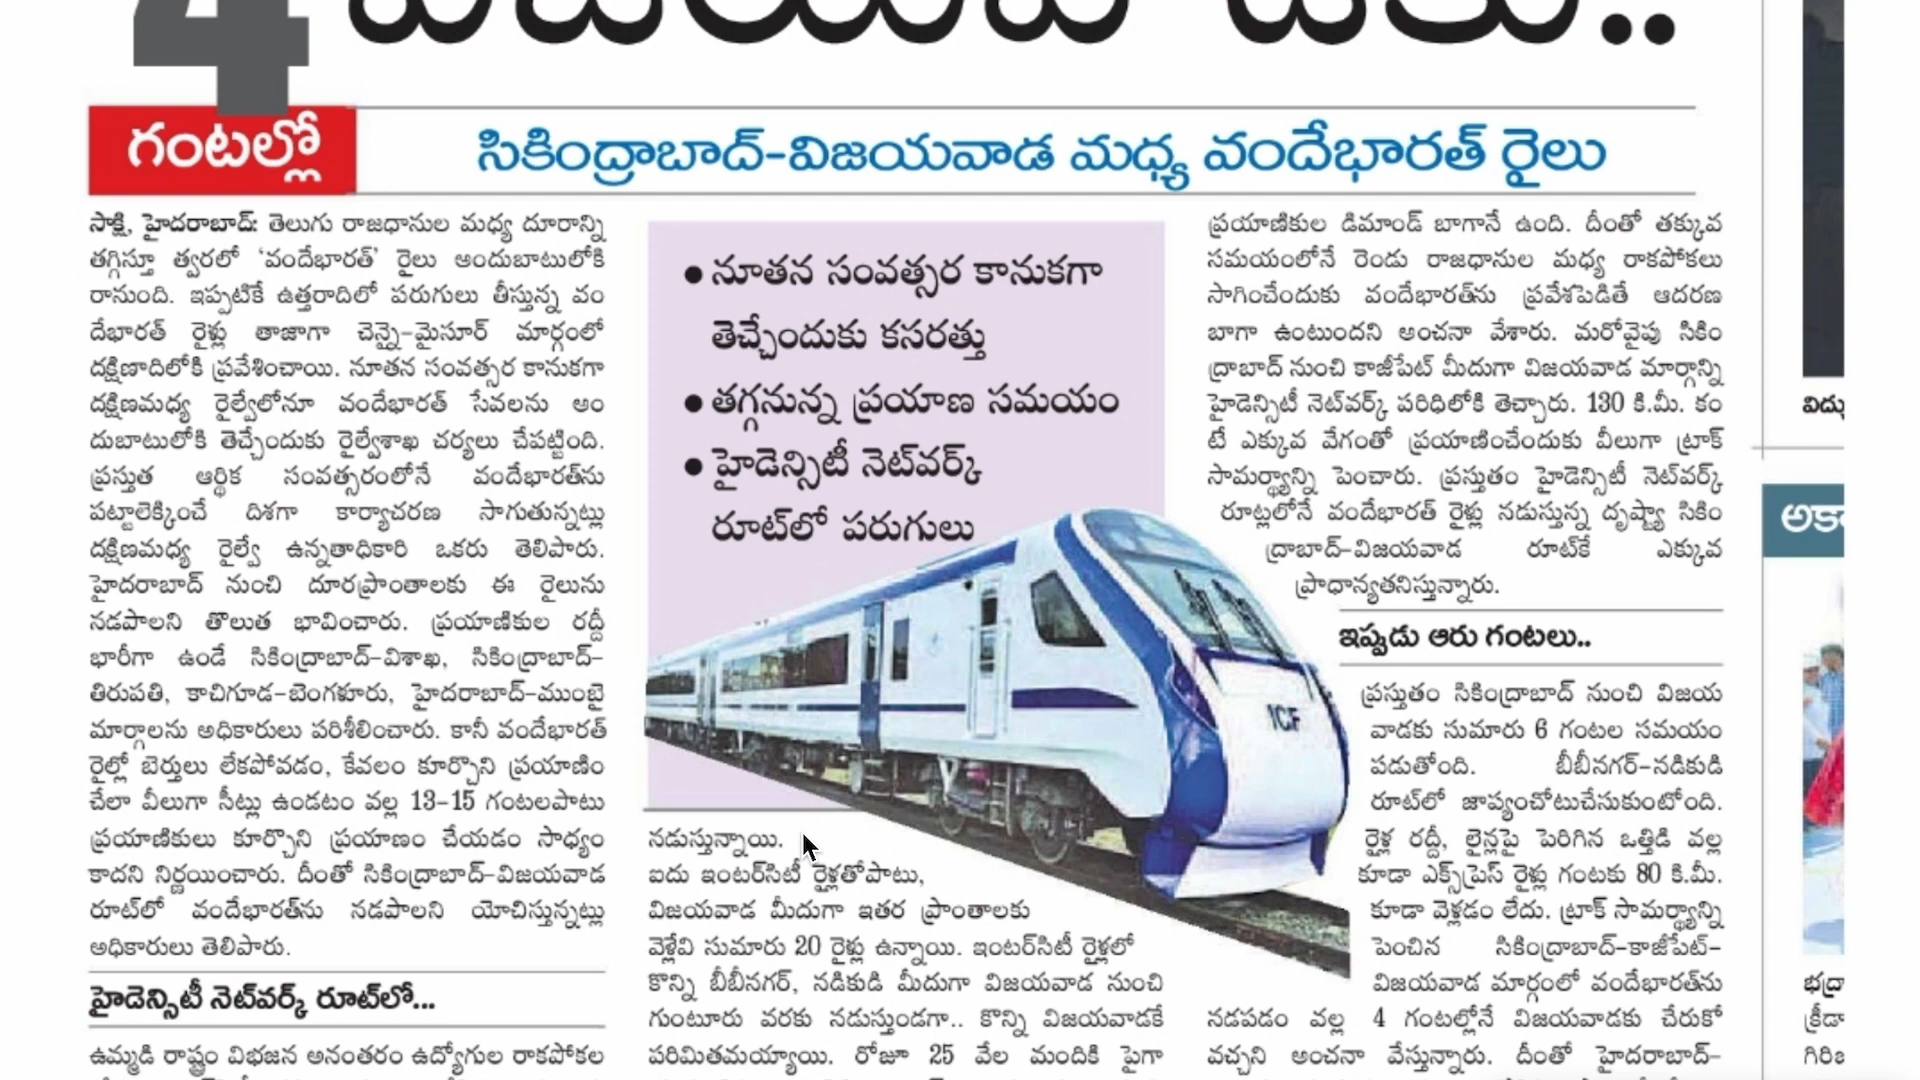 4
గంటల్లో
సికింద్రాబాద్-విజయవాడ మధ్య వందేభారత్ రైలు
సాక్షి, హైదరాబాద్: తెలుగు రాజధానుల మధ్య దూరాన్ని
తగ్గిస్తూ త్వరలో ‘వందేభారత్’ రైలు అందుబాటులోకి
రానుంది. ఇప్పటికే ఉత్తరాదిలో పరుగులు తీస్తున్న వం
దేభారత్ రైళ్లు తాజాగా చెన్నై-మైసూర్ మార్గంలో
దక్షిణాదిలోకి ప్రవేశించాయి. నూతన సంవత్సర కానుకగా
దక్షిణమధ్య రైల్వేలోనూ వందేభారత్ సేవలను అం
దుబాటులోకి తెచ్చేందుకు రైల్వేశాఖ చర్యలు చేపట్టింది.
ప్రస్తుత ఆర్థిక సంవత్సరంలోనే వందేభారత్‌ను
పట్టాలెక్కించే దిశగా కార్యాచరణ సాగుతున్నట్లు
దక్షిణమధ్య రైల్వే ఉన్నతాధికారి ఒకరు తెలిపారు.
హైదరాబాద్ నుంచి దూరప్రాంతాలకు ఈ రైలును
నడపాలని తొలుత భావించారు. ప్రయాణికుల రద్దీ
భారీగా ఉండే సికింద్రాబాద్-విశాఖ, సికింద్రాబాద్-
తిరుపతి, కాచిగూడ-బెంగళూరు, హైదరాబాద్-ముంబై
మార్గాలను అధికారులు పరిశీలించారు. కానీ వందేభారత్
రైల్లో బెర్తులు లేకపోవడం, కేవలం కూర్చొని ప్రయాణిం
చేలా వీలుగా సీట్లు ఉండటం వల్ల 13-15 గంటలపాటు
ప్రయాణికులు కూర్చొని ప్రయాణం చేయడం సాధ్యం
కాదని నిర్ణయించారు. దీంతో సికింద్రాబాద్-విజయవాడ
రూట్‌లో వందేభారత్‌ను నడపాలని యోచిస్తున్నట్లు
అధికారులు తెలిపారు.
హైడెన్సిటీ నెట్‌వర్క్ రూట్‌లో...
ఉమ్మడి రాష్ట్రం విభజన అనంతరం ఉద్యోగుల రాకపోకల
● నూతన సంవత్సర కానుకగా
తెచ్చేందుకు కసరత్తు
● తగ్గనున్న ప్రయాణ సమయం
● హైడెన్సిటీ నెట్‌వర్క్
రూట్‌లో పరుగులు
ICF
నడుస్తున్నాయి.
ఐదు ఇంటర్‌సిటీ రైళ్లతోపాటు,
విజయవాడ మీదుగా ఇతర ప్రాంతాలకు
వెళ్లేవి సుమారు 20 రైళ్లు ఉన్నాయి. ఇంటర్‌సిటీ రైళ్లలో
కొన్ని బీబీనగర్, నడికుడి మీదుగా విజయవాడ నుంచి
గుంటూరు వరకు నడుస్తుండగా.. కొన్ని విజయవాడకే
పరిమితమయ్యాయి. రోజూ 25 వేల మందికి పైగా
ప్రయాణికుల డిమాండ్ బాగానే ఉంది. దీంతో తక్కువ
సమయంలోనే రెండు రాజధానుల మధ్య రాకపోకలు
సాగించేందుకు వందేభారత్‌ను ప్రవేశపెడితే ఆదరణ
బాగా ఉంటుందని అంచనా వేశారు. మరోవైపు సికిం
ద్రాబాద్ నుంచి కాజీపేట్ మీదుగా విజయవాడ మార్గాన్ని
హైడెన్సిటీ నెట్‌వర్క్ పరిధిలోకి తెచ్చారు. 130 కి.మీ. కం
టే ఎక్కువ వేగంతో ప్రయాణించేందుకు వీలుగా ట్రాక్
సామర్థ్యాన్ని పెంచారు. ప్రస్తుతం హైడెన్సిటీ నెట్‌వర్క్
రూట్లలోనే వందేభారత్ రైళ్లు నడుస్తున్న దృష్ట్యా సికిం
ద్రాబాద్-విజయవాడ రూట్‌కే ఎక్కువ
ప్రాధాన్యతనిస్తున్నారు.
ఇప్పుడు ఆరు గంటలు..
ప్రస్తుతం సికింద్రాబాద్ నుంచి విజయ
వాడకు సుమారు 6 గంటల సమయం
పడుతోంది. బీబీనగర్-నడికుడి
రూట్‌లో జాప్యంచోటుచేసుకుంటోంది.
రైళ్ల రద్దీ, లైన్లపై పెరిగిన ఒత్తిడి వల్ల
కూడా ఎక్స్‌ప్రెస్ రైళ్లు గంటకు 80 కి.మీ.
కూడా వెళ్లడం లేదు. ట్రాక్ సామర్థ్యాన్ని
పెంచిన సికింద్రాబాద్-కాజీపేట్-
విజయవాడ మార్గంలో వందేభారత్‌ను
నడపడం వల్ల 4 గంటల్లోనే విజయవాడకు చేరుకో
వచ్చని అంచనా వేస్తున్నారు. దీంతో హైదరాబాద్-